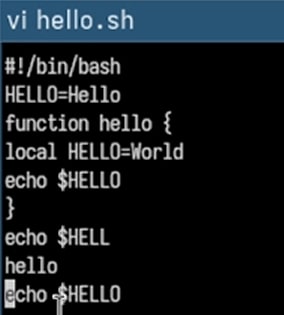 vi hello.sh
#!/bin/bash
HELLO=Hello
function hello {
local HELLO=World
echo $HELLO
}
echo $HELL
hello
echo $HELLO